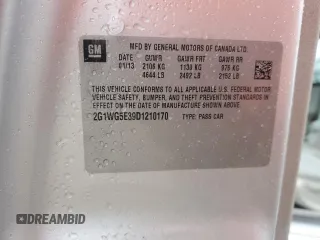 GM
MFD BY GENERAL MOTORS OF CANADA LTD.
DATE GVWR GAWR FRT GAWR RR
01/13 2106 KG 1130 KG 976 KG
4644 LB 2492 LB 2152 LB
THIS VEHICLE CONFORMS TO ALL APPLICABLE U.S. FEDERAL MOTOR
VEHICLE SAFETY, BUMPER, AND THEFT PREVENTION STANDARDS IN
EFFECT ON THE DATE OF MANUFACTURE SHOWN ABOVE.
2G1WG5E39D1210170 TYPE: PASS CAR
© DREAMBID